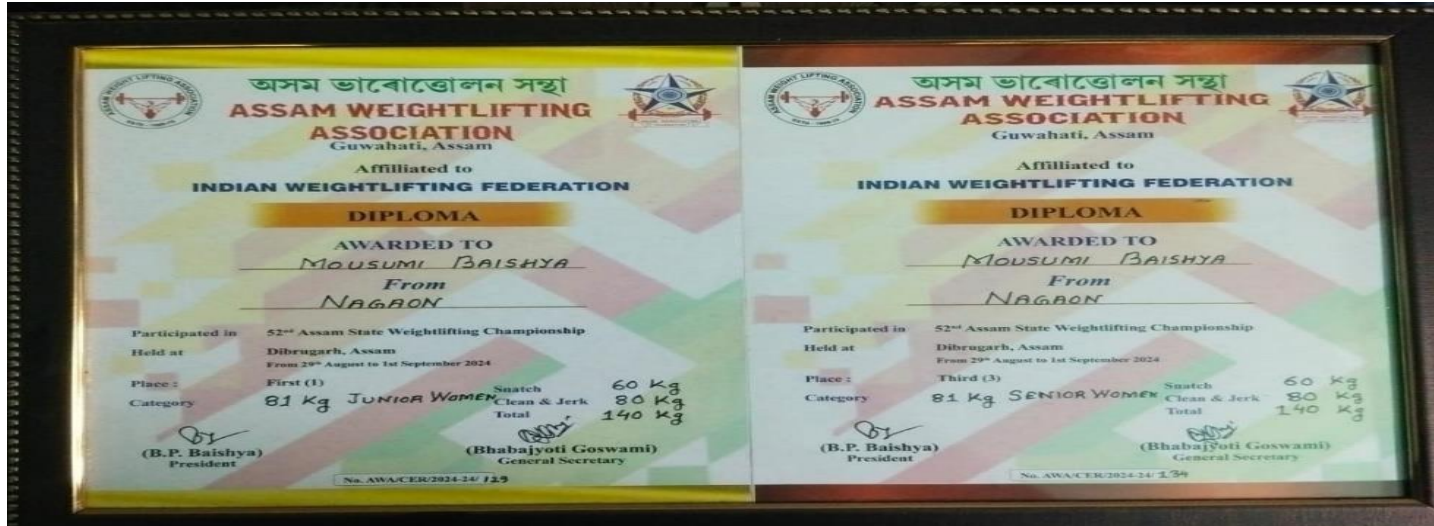 অসম ভাৰোত্তোলন সন্থা
ASSAM WEIGHTLIFTING
ASSOCIATION
Guwahati, Assam
Affilliated to
INDIAN WEIGHTLIFTING FEDERATION
DIPLOMA
AWARDED TO
MOUSUMI BAISHYA
From
NAGAON
Participated in 52nd Assam State Weightlifting Championship
Held at Dibrugarh, Assam
From 29th August to 1st September 2024
Place : First (1)
Snatch 60 Kg
Category 81 Kg JUNIOR WOMEN Clean & Jerk 80 Kg
Total 140 Kg
(B.P. Baishya) (Bhabajyoti Goswami)
President General Secretary
No. AWA/CER/2024-24/ 129
অসম ভাৰোত্তোলন সন্থা
ASSAM WEIGHTLIFTING
ASSOCIATION
Guwahati, Assam
Affilliated to
INDIAN WEIGHTLIFTING FEDERATION
DIPLOMA
AWARDED TO
MOUSUMI BAISHYA
From
NAGAON
Participated in 52nd Assam State Weightlifting Championship
Held at Dibrugarh, Assam
From 29th August to 1st September 2024
Place : Third (3)
Snatch 60 Kg
Category 81 Kg SENIOR WOMEN Clean & Jerk 80 Kg
Total 140 Kg
(B.P. Baishya) (Bhabajyoti Goswami)
President General Secretary
No. AWA/CER/2024-24/ 134